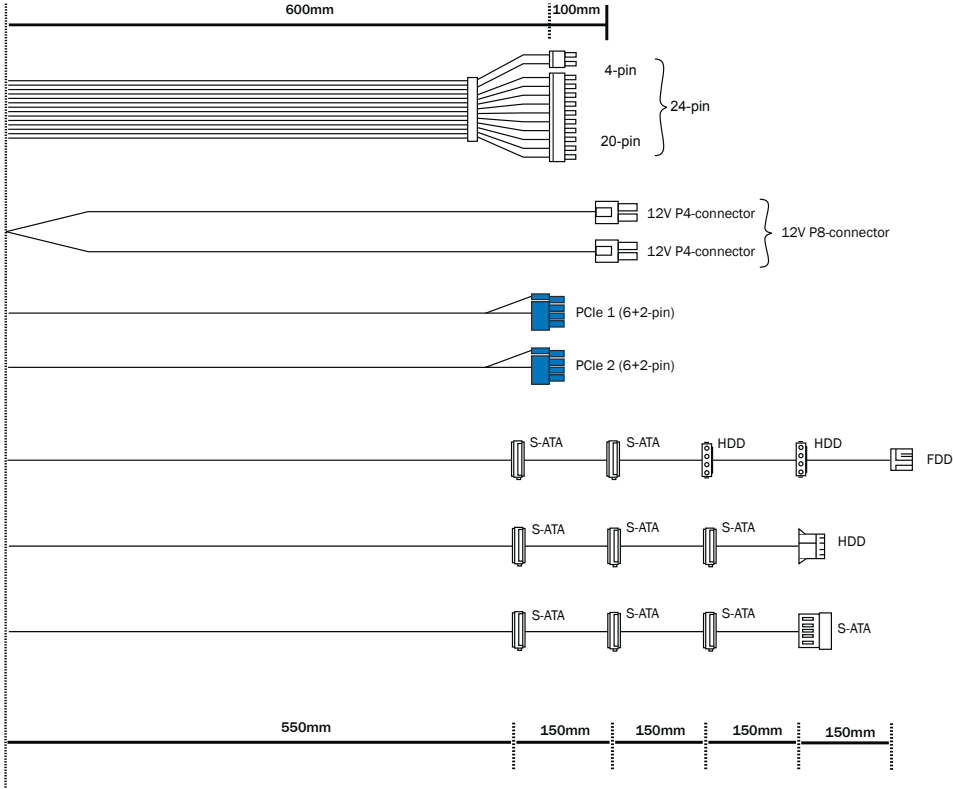 600mm
100mm
4-pin
24-pin
20-pin
12V P4-connector
12V P8-connector
12V P4-connector
PCIe 1 (6+2-pin)
PCIe 2 (6+2-pin)
S-ATA
S-ATA
HDD
HDD
FDD
S-ATA
S-ATA
S-ATA
HDD
S-ATA
S-ATA
S-ATA
S-ATA
550mm
150mm
150mm
150mm
150mm